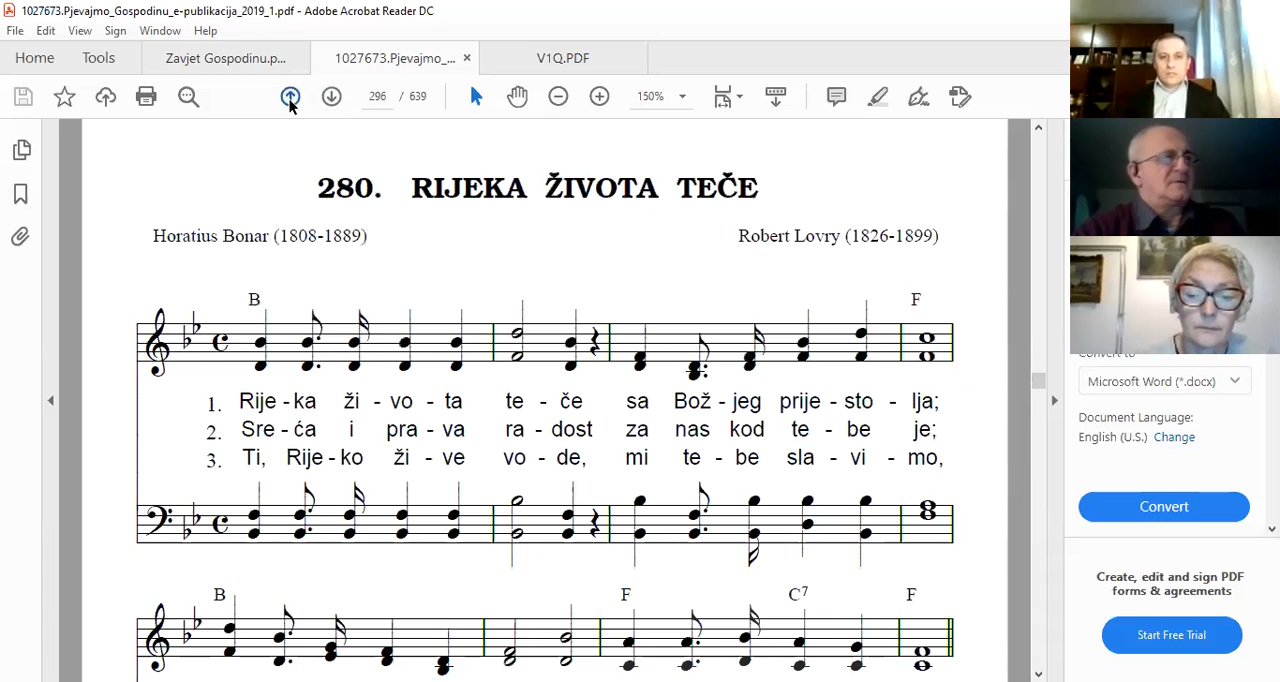 1027673.Pjevajmo_Gospodinu_e-publikacija_2019_1.pdf - Adobe Acrobat Reader DC
File Edit View Sign Window Help
Home Tools Zavjet Gospodinu.p... 1027673.Pjevajmo_... × V1Q.PDF
296 / 639 150%
280. RIJEKA ŽIVOTA TEČE
Horatius Bonar (1808-1889) Robert Lovry (1826-1899)
B F
1. Rije - ka ži - vo - ta te - če sa Bož - jeg prije - sto - lja;
2. Sre - ća i pra - va ra - dost za nas kod te - be je;
3. Ti, Rije - ko ži - ve vo - de, mi te - be sla - vi - mo,
B F C7 F
Convert to
Microsoft Word (*.docx)
Document Language:
English (U.S.) Change
Convert
Create, edit and sign PDF
forms & agreements
Start Free Trial